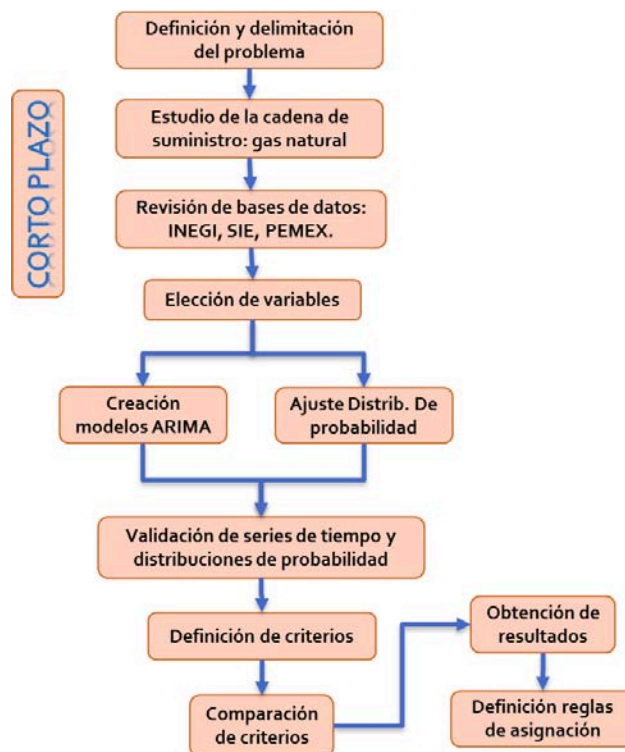 Definición y delimitación
del problema
CORTO PLAZO
Estudio de la cadena de
suministro: gas natural
Revisión de bases de datos:
INEGI, SIE, PEMEX.
Elección de variables
Creación
modelos ARIMA
Ajuste Distrib. De
probabilidad
Validación de series de tiempo y
distribuciones de probabilidad
Definición de criterios
Comparación
de criterios
Obtención de
resultados
Definición reglas
de asignación